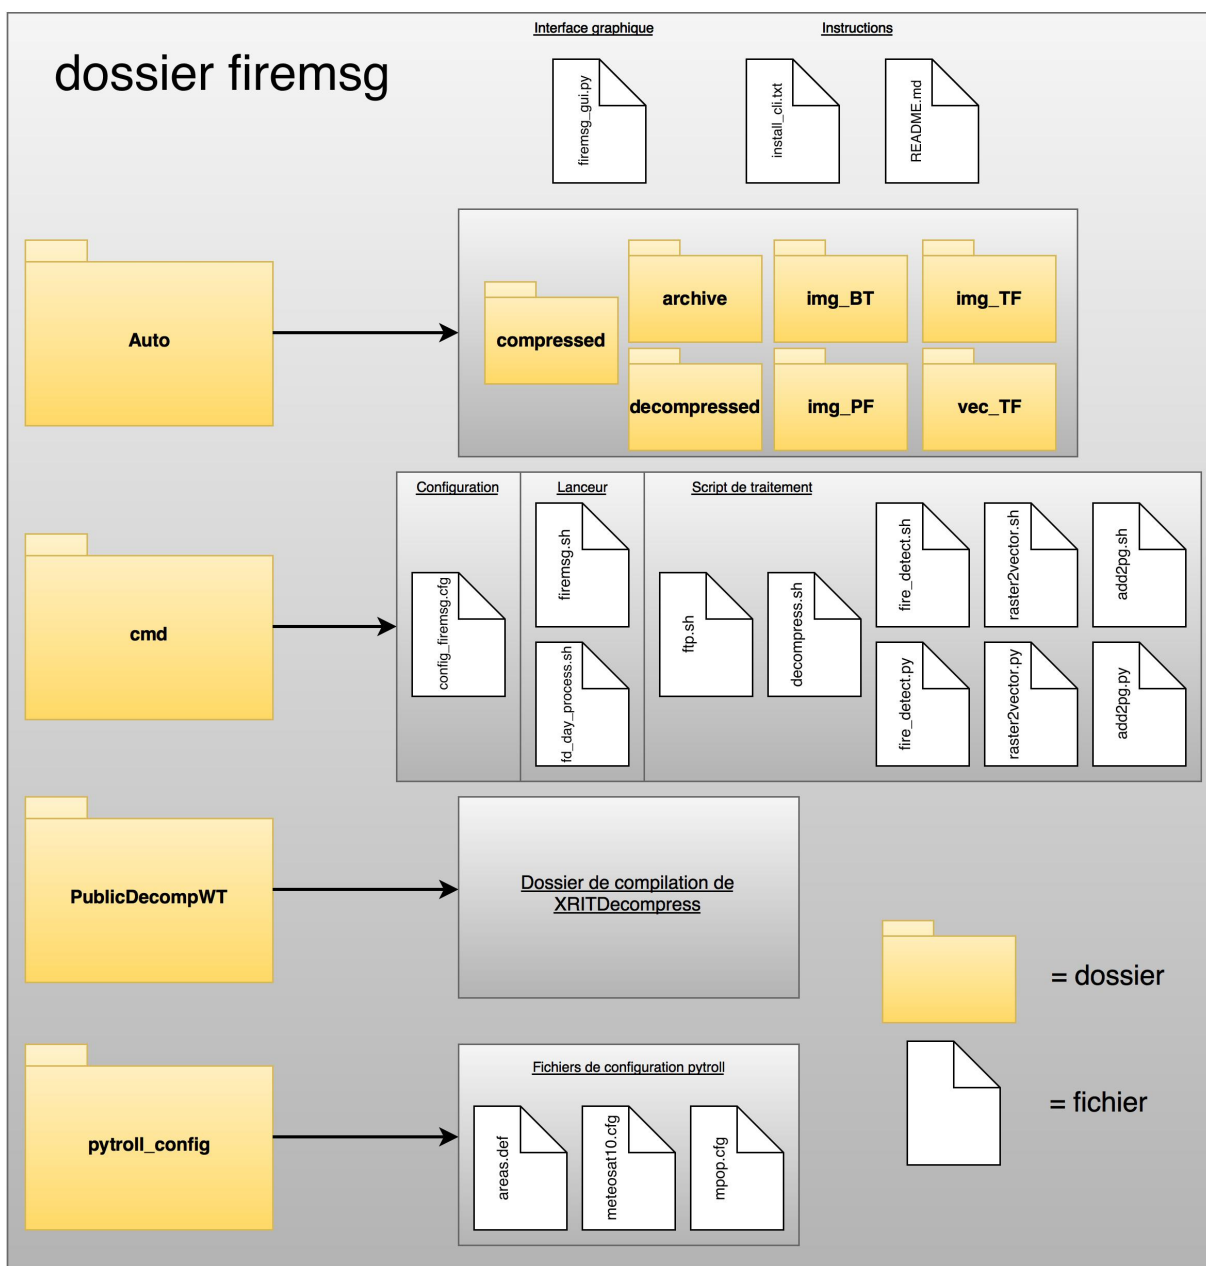 dossier firemsg
Interface graphique
Instructions
firemsg_gui.py
install_cli.txt
README.md
Auto
compressed
archive
img_BT
img_TF
decompressed
img_PF
vec_TF
cmd
Configuration
Lanceur
Script de traitement
config_firemsg.cfg
firemsg.sh
fd_day_process.sh
ftp.sh
decompress.sh
fire_detect.sh
raster2vector.sh
add2pg.sh
fire_detect.py
raster2vector.py
add2pg.py
PublicDecompWT
Dossier de compilation de
XRITDecompress
= dossier
= fichier
pytroll_config
Fichiers de configuration pytroll
areas.def
meteosat10.cfg
mpop.cfg